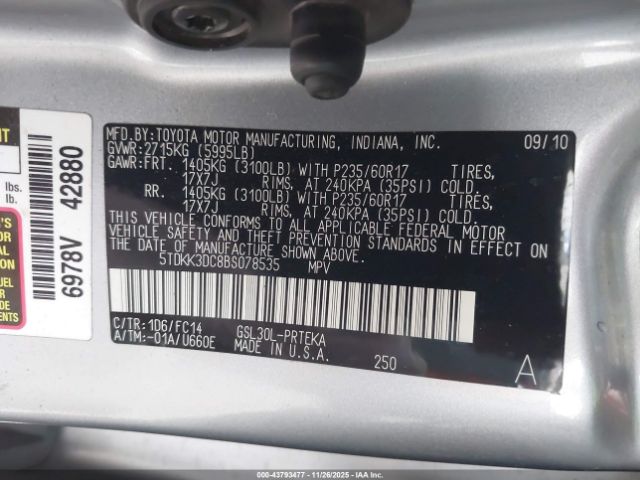 MFD.BY:TOYOTA MOTOR MANUFACTURING, INDIANA, INC. 09/10
GVWR:2715KG (5995LB)
GAWR:FRT. 1405KG (3100LB) WITH P235/60R17 TIRES,
17X7J RIMS, AT 240KPA (35PSI) COLD.
RR. 1405KG (3100LB) WITH P235/60R17 TIRES,
17X7J RIMS, AT 240KPA (35PSI) COLD.
THIS VEHICLE CONFORMS TO ALL APPLICABLE FEDERAL MOTOR
VEHICLE SAFETY AND THEFT PREVENTION STANDARDS IN EFFECT ON
THE DATE OF MANUFACTURE SHOWN ABOVE.
5TDKK3DC8BS078535 MPV
C/TR:1D6/FC14 GSL30L-PRTEKA
A/TM:-01A/U660E MADE IN U.S.A. 250 A
lbs.
lb.
6978V 42880
000-43793477 - 11/26/2025 - IAAI.COM